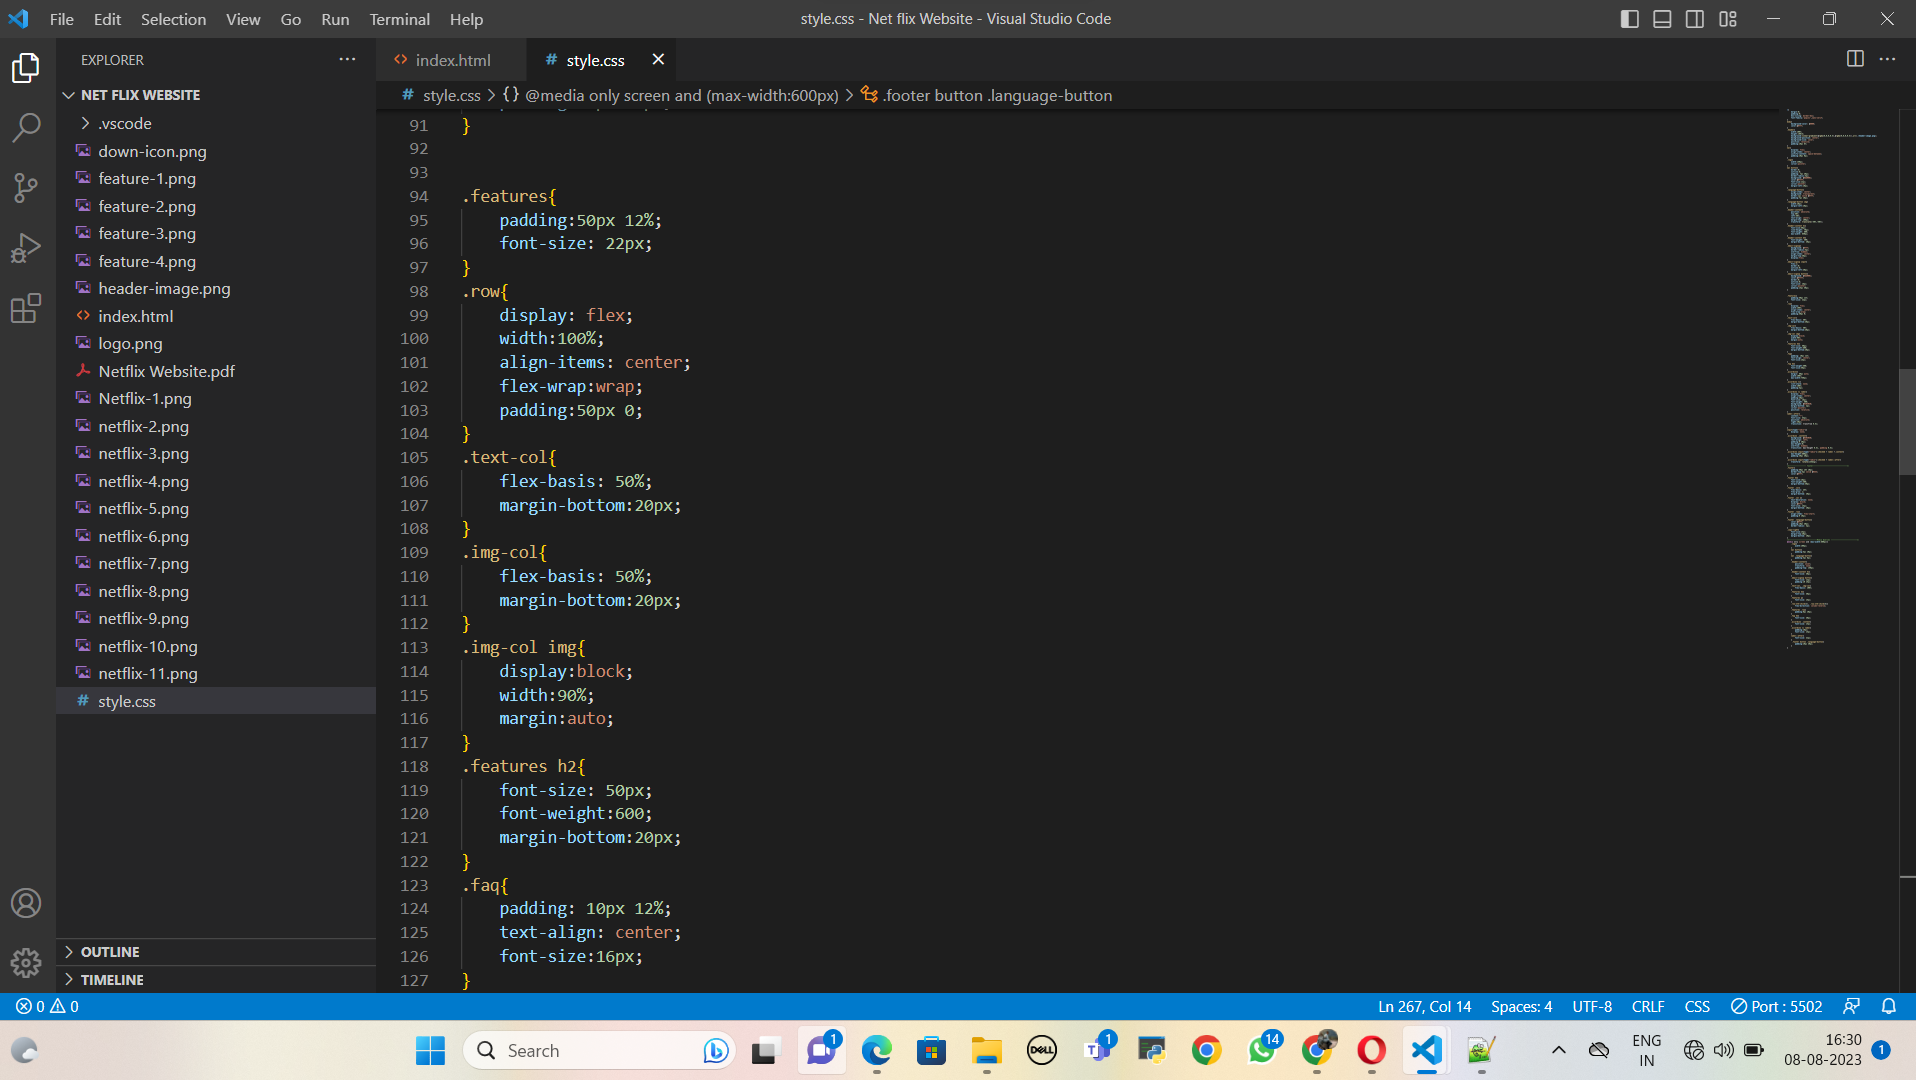 File Edit Selection View Go Run Terminal Help
style.css - Net flix Website - Visual Studio Code
EXPLORER
NET FLIX WEBSITE
.vscode
down-icon.png
feature-1.png
feature-2.png
feature-3.png
feature-4.png
header-image.png
index.html
logo.png
Netflix Website.pdf
Netflix-1.png
netflix-2.png
netflix-3.png
netflix-4.png
netflix-5.png
netflix-6.png
netflix-7.png
netflix-8.png
netflix-9.png
netflix-10.png
netflix-11.png
style.css
OUTLINE
TIMELINE
index.html # style.css
# style.css > {} @media only screen and (max-width:600px) > .footer button .language-button
91 }
92
93
94 .features{
95 padding:50px 12%;
96 font-size: 22px;
97 }
98 .row{
99 display: flex;
100 width:100%;
101 align-items: center;
102 flex-wrap:wrap;
103 padding:50px 0;
104 }
105 .text-col{
106 flex-basis: 50%;
107 margin-bottom:20px;
108 }
109 .img-col{
110 flex-basis: 50%;
111 margin-bottom:20px;
112 }
113 .img-col img{
114 display:block;
115 width:90%;
116 margin:auto;
117 }
118 .features h2{
119 font-size: 50px;
120 font-weight:600;
121 margin-bottom:20px;
122 }
123 .faq{
124 padding: 10px 12%;
125 text-align: center;
126 font-size:16px;
127 }
0 0
Ln 267, Col 14 Spaces: 4 UTF-8 CRLF CSS Port : 5502
Search
1
DELL
1
14
ENG
IN
16:30
08-08-2023
1